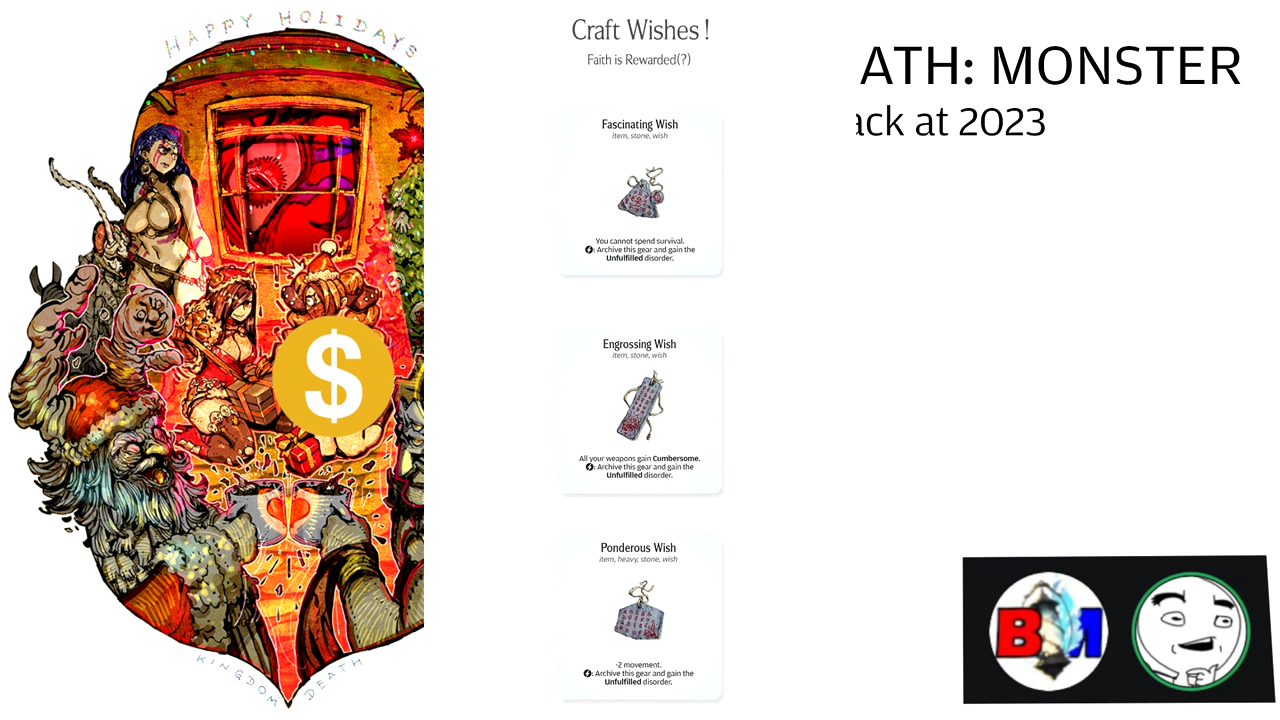 HAPPY HOLIDAYS
$
KINGDOM DEATH
Craft Wishes!
Faith is Rewarded(?)
Fascinating Wish
item, stone, wish
You cannot spend survival.
: Archive this gear and gain the
Unfulfilled disorder.
Engrossing Wish
item, stone, wish
All your weapons gain Cumbersome.
: Archive this gear and gain the
Unfulfilled disorder.
Ponderous Wish
item, heavy, stone, wish
-2 movement.
: Archive this gear and gain the
Unfulfilled disorder.
ATH: MONSTER
ack at 2023
BM